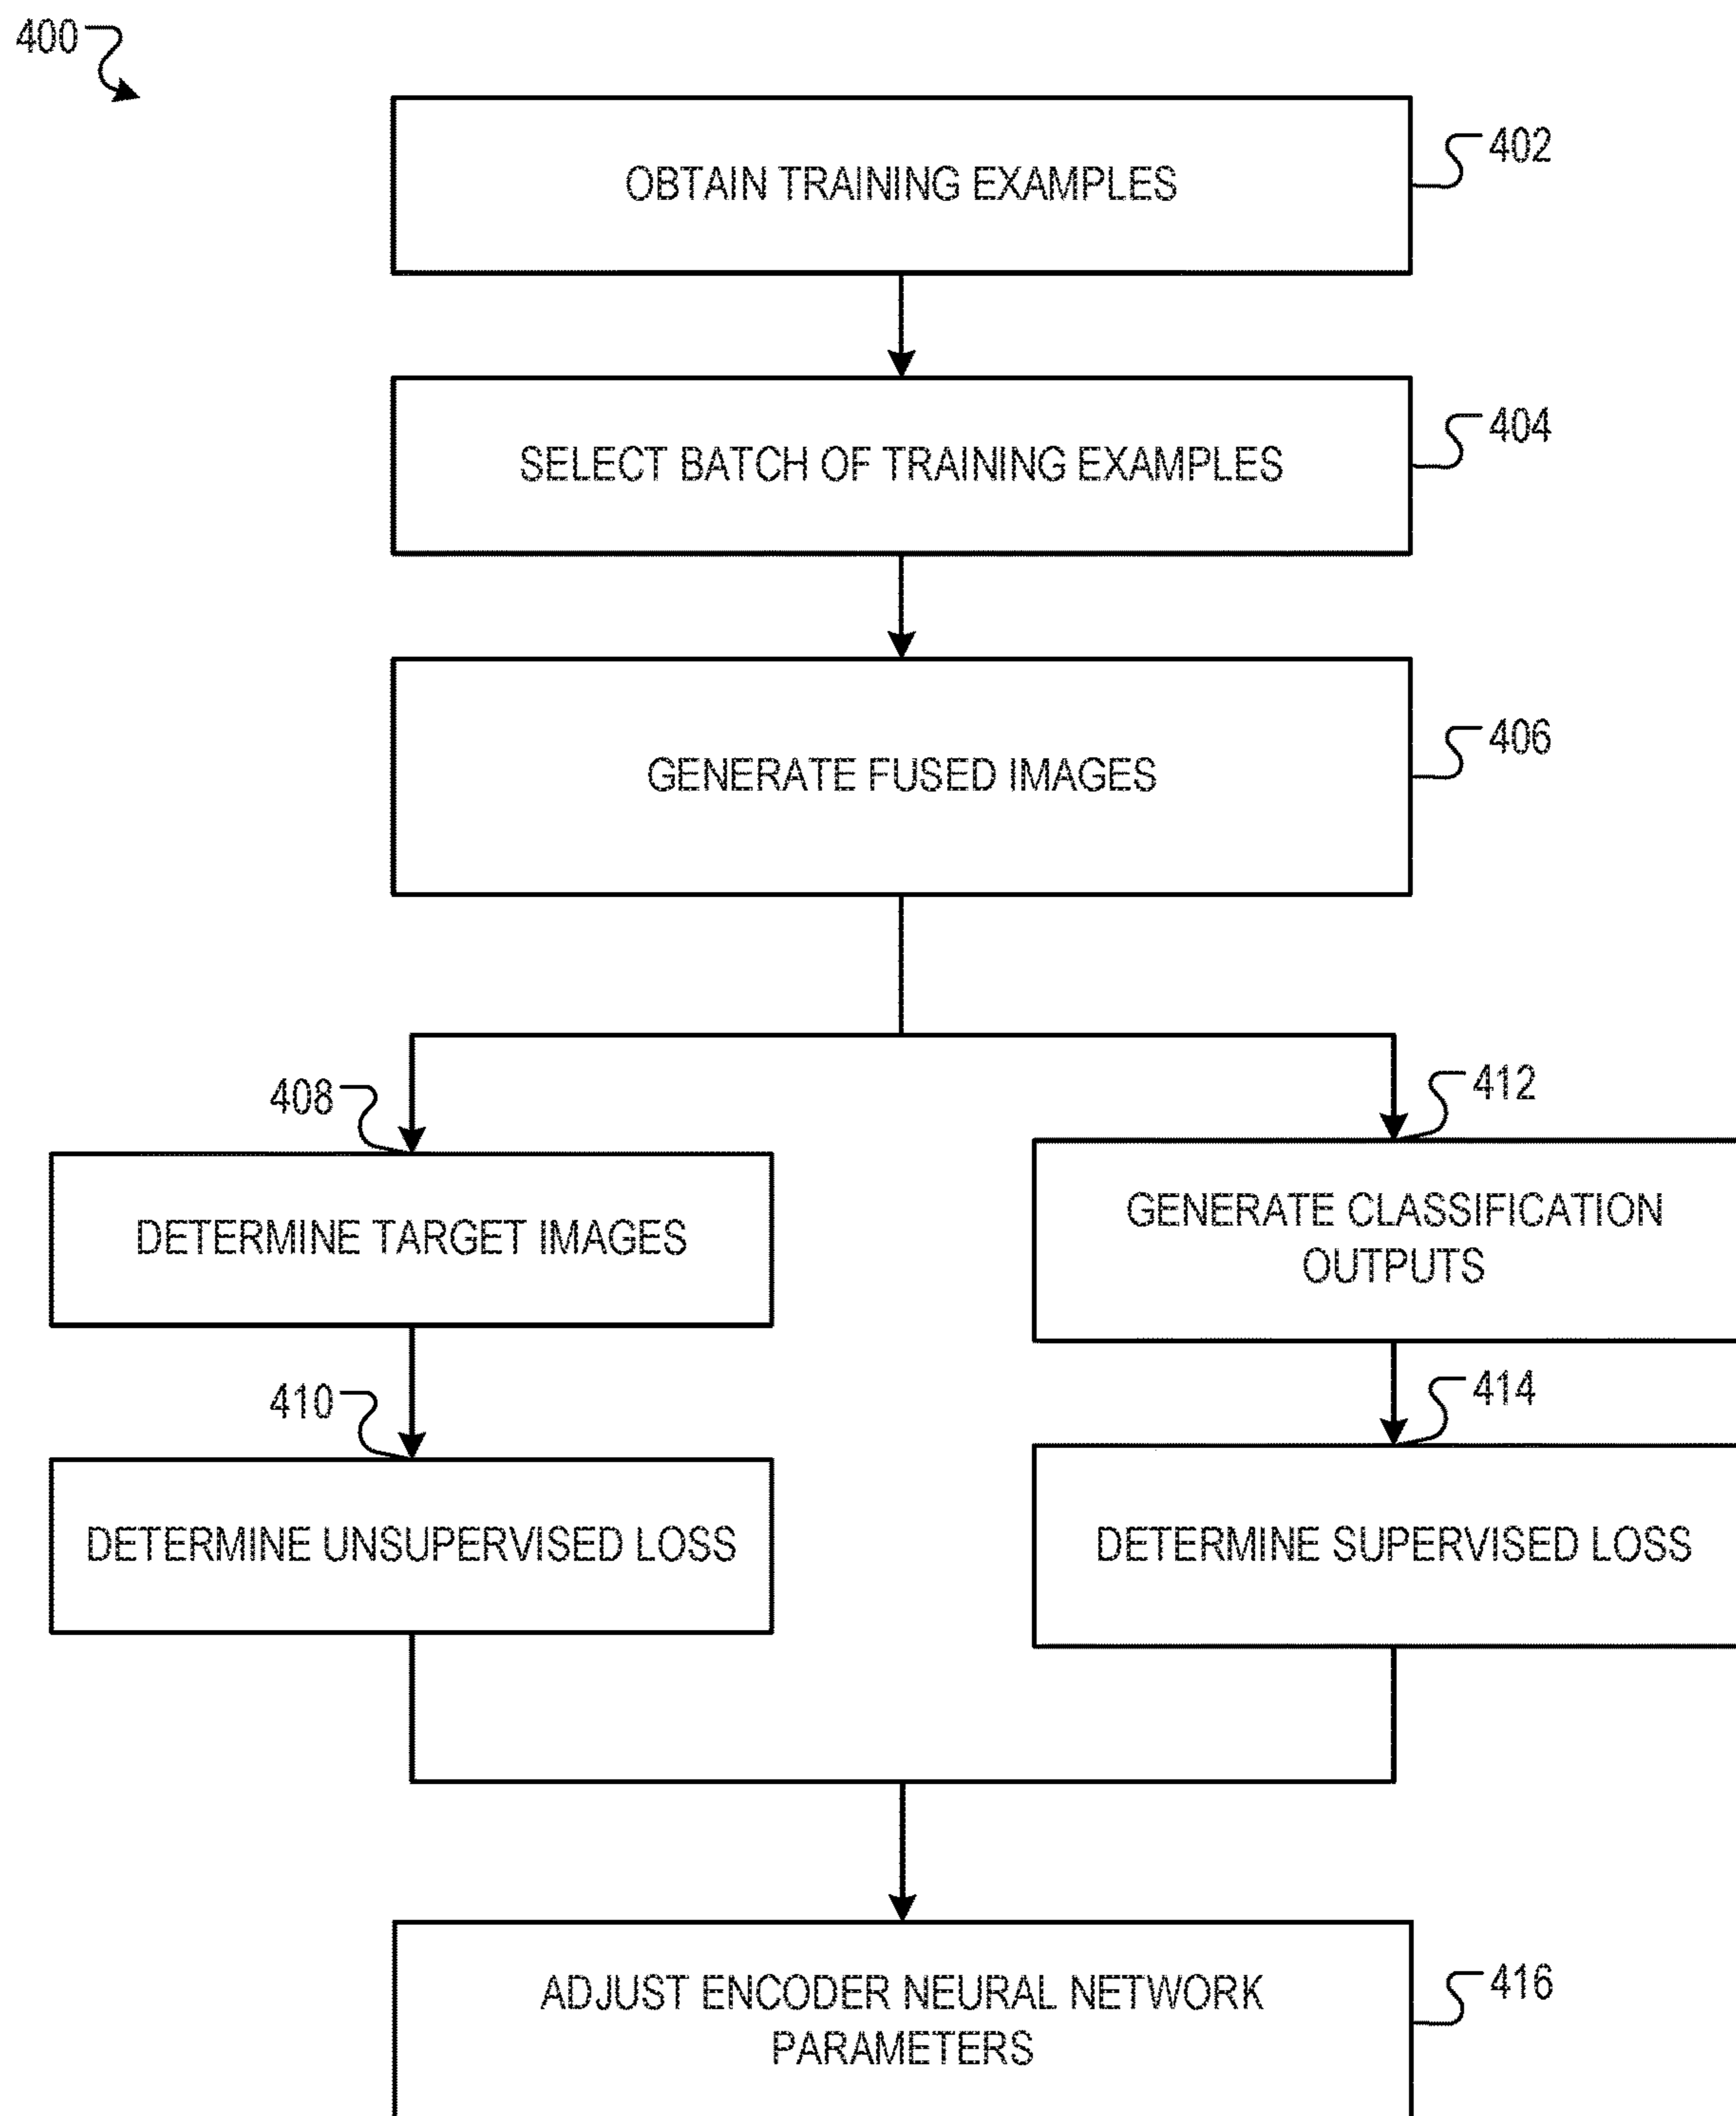 400
OBTAIN TRAINING EXAMPLES
402
SELECT BATCH OF TRAINING EXAMPLES
404
GENERATE FUSED IMAGES
406
408
DETERMINE TARGET IMAGES
410
DETERMINE UNSUPERVISED LOSS
412
GENERATE CLASSIFICATION
OUTPUTS
414
DETERMINE SUPERVISED LOSS
ADJUST ENCODER NEURAL NETWORK
PARAMETERS
416